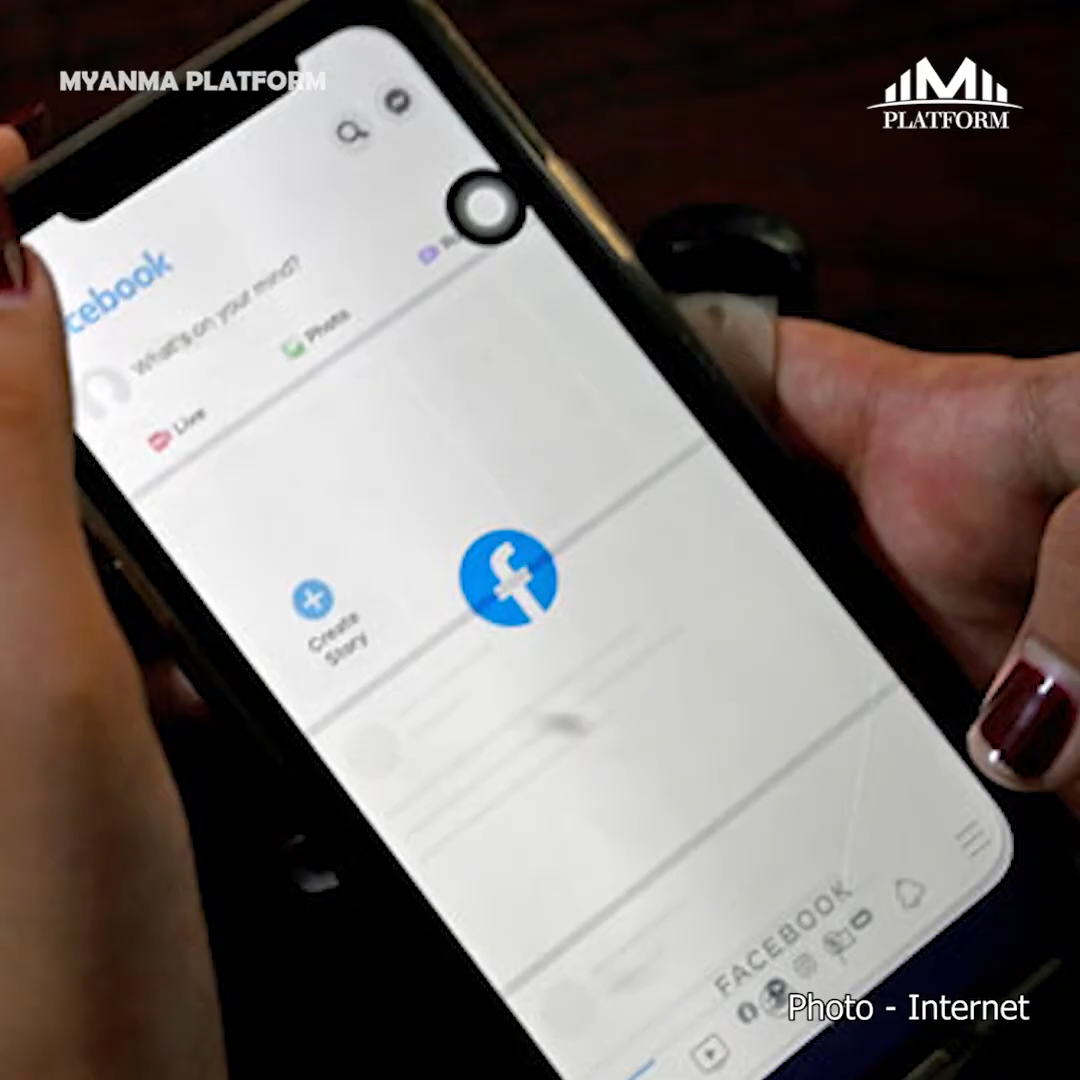 MYANMA PLATFORM
PLATFORM
cebook
What's on your mind?
Photo
Live
Create
Story
FACEBOOK
Photo - Internet